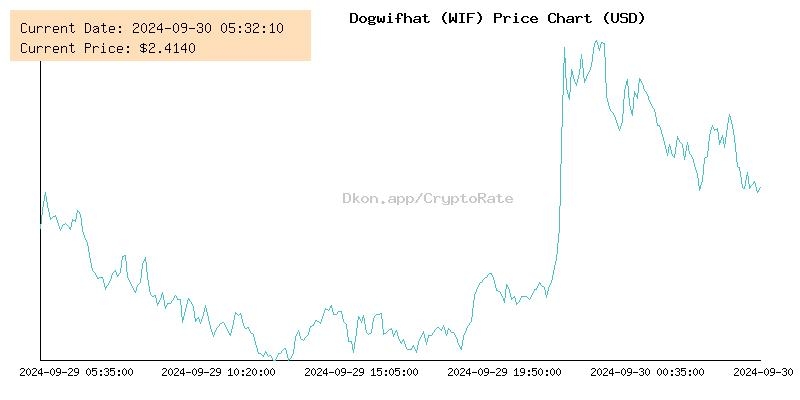 Dogwifhat (WIF) Price Chart (USD)
Current Date: 2024-09-30 05:32:10
Current Price: $2.4140
Dkon.app/CryptoRate
2024-09-29 05:35:00 2024-09-29 10:20:00 2024-09-29 15:05:00 2024-09-29 19:50:00 2024-09-30 00:35:00 2024-09-30